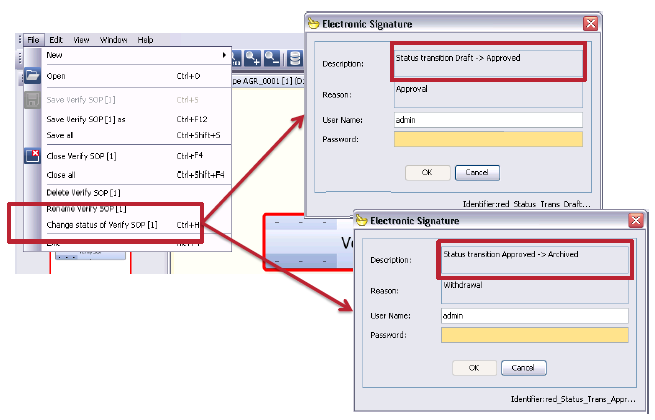 File Edit View Window Help
New
Open Ctrl+O
Save Verify SOP [1] Ctrl+S
Save Verify SOP [1] as Ctrl+F12
Save all Ctrl+Shift+S
Close Verify SOP [1] Ctrl+F4
Close all Ctrl+Shift+F4
Delete Verify SOP [1]
Rename Verify SOP [1]
Change status of Verify SOP [1] Ctrl+H
pe AGR_0001 [1] (D
Ve
Electronic Signature
Description: Status transition Draft -> Approved
Reason: Approval
User Name: admin
Password:
OK Cancel
Identifier:red_Status_Trans_Draft...
Electronic Signature
Description: Status transition Approved -> Archived
Reason: Withdrawal
User Name: admin
Password:
OK Cancel
Identifier:red_Status_Trans_Appr...